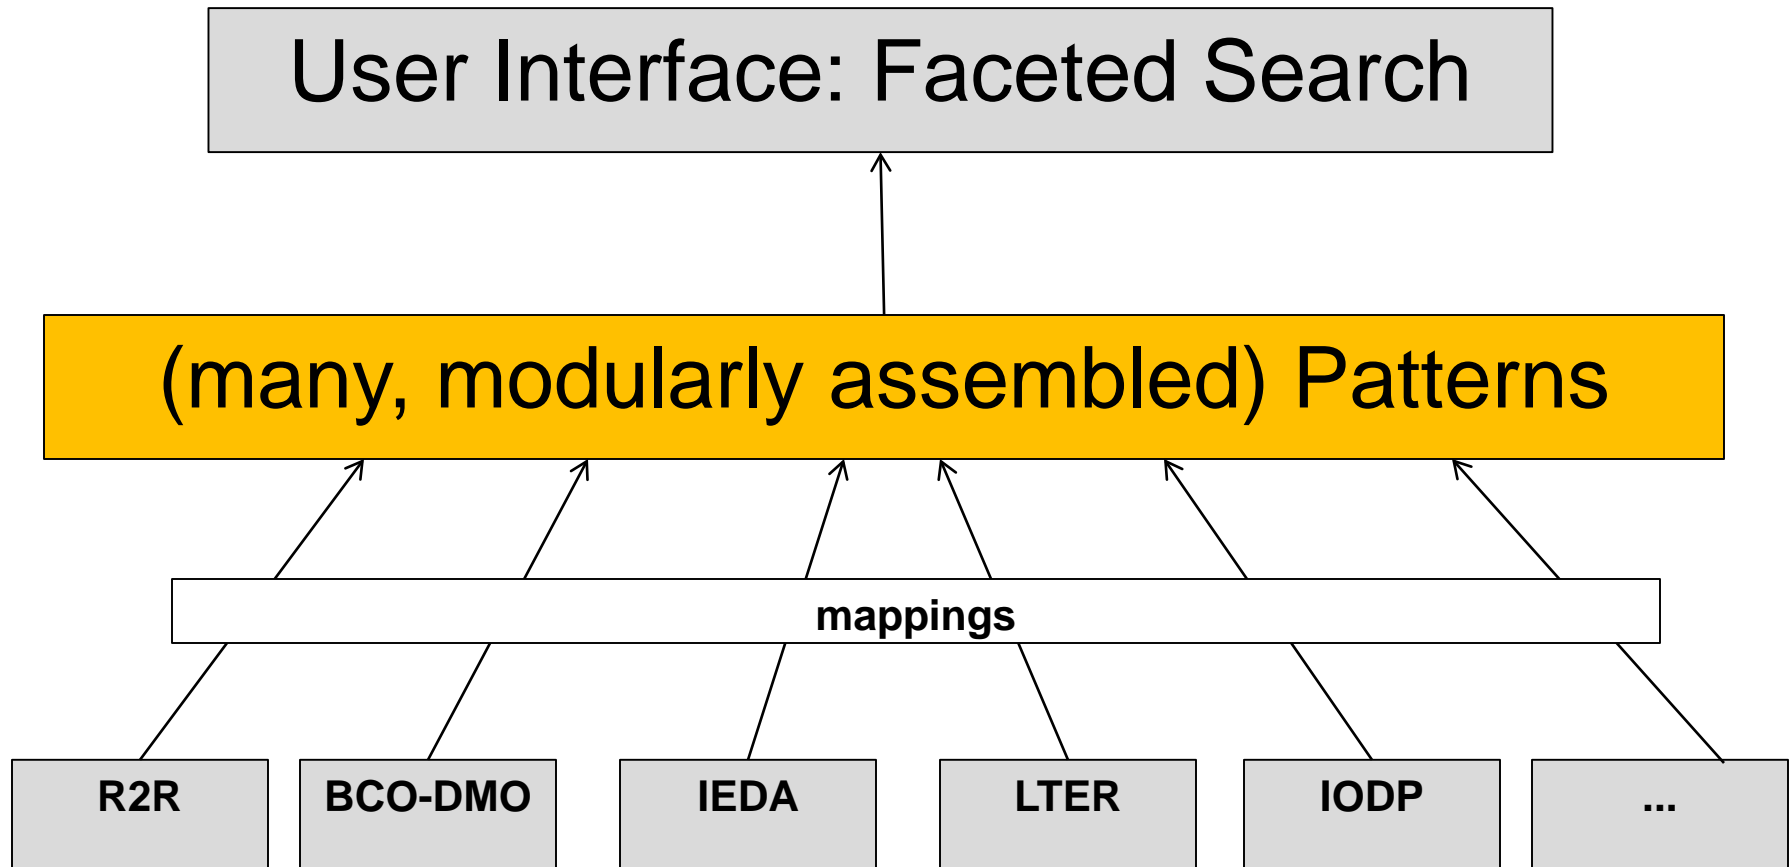 User Interface: Faceted Search
(many, modularly assembled) Patterns
mappings
R2R
BCO-DMO
IEDA
LTER
IODP
...